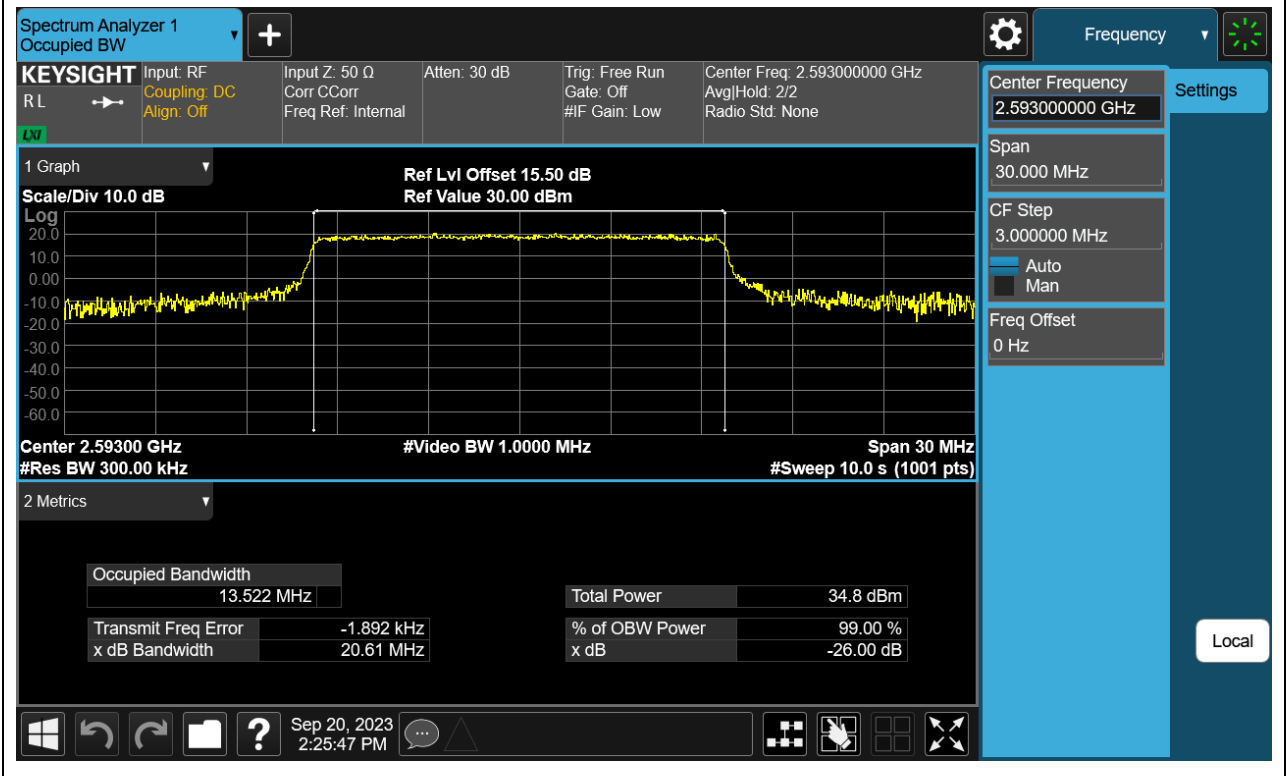 Spectrum Analyzer 1
Occupied BW
Frequency
KEYSIGHT
R L
LXI
Input: RF
Coupling: DC
Align: Off
Input Z: 50 Ω
Corr CCorr
Freq Ref: Internal
Atten: 30 dB
Trig: Free Run
Gate: Off
#IF Gain: Low
Center Freq: 2.593000000 GHz
Avg|Hold: 2/2
Radio Std: None
Center Frequency
2.593000000 GHz
Settings
Span
30.000 MHz
CF Step
3.000000 MHz
Auto
Man
Freq Offset
0 Hz
1 Graph
Ref Lvl Offset 15.50 dB
Scale/Div 10.0 dB
Ref Value 30.00 dBm
Log
20.0
10.0
0.00
-10.0
-20.0
-30.0
-40.0
-50.0
-60.0
Center 2.59300 GHz
#Video BW 1.0000 MHz
Span 30 MHz
#Res BW 300.00 kHz
#Sweep 10.0 s (1001 pts)
2 Metrics
Occupied Bandwidth
13.522 MHz
Total Power 34.8 dBm
Transmit Freq Error -1.892 kHz
% of OBW Power 99.00 %
x dB Bandwidth 20.61 MHz
x dB -26.00 dB
Local
?
Sep 20, 2023
2:25:47 PM